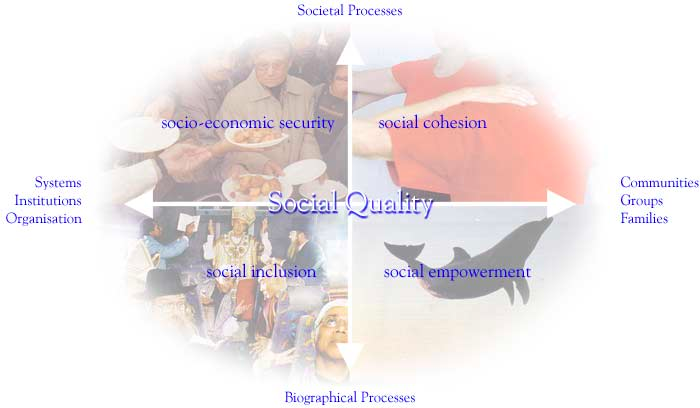 Societal Processes
socio-economic security
social cohesion
Systems
Institutions
Organisation
Social Quality
Communities
Groups
Families
social inclusion
social empowerment
Biographical Processes